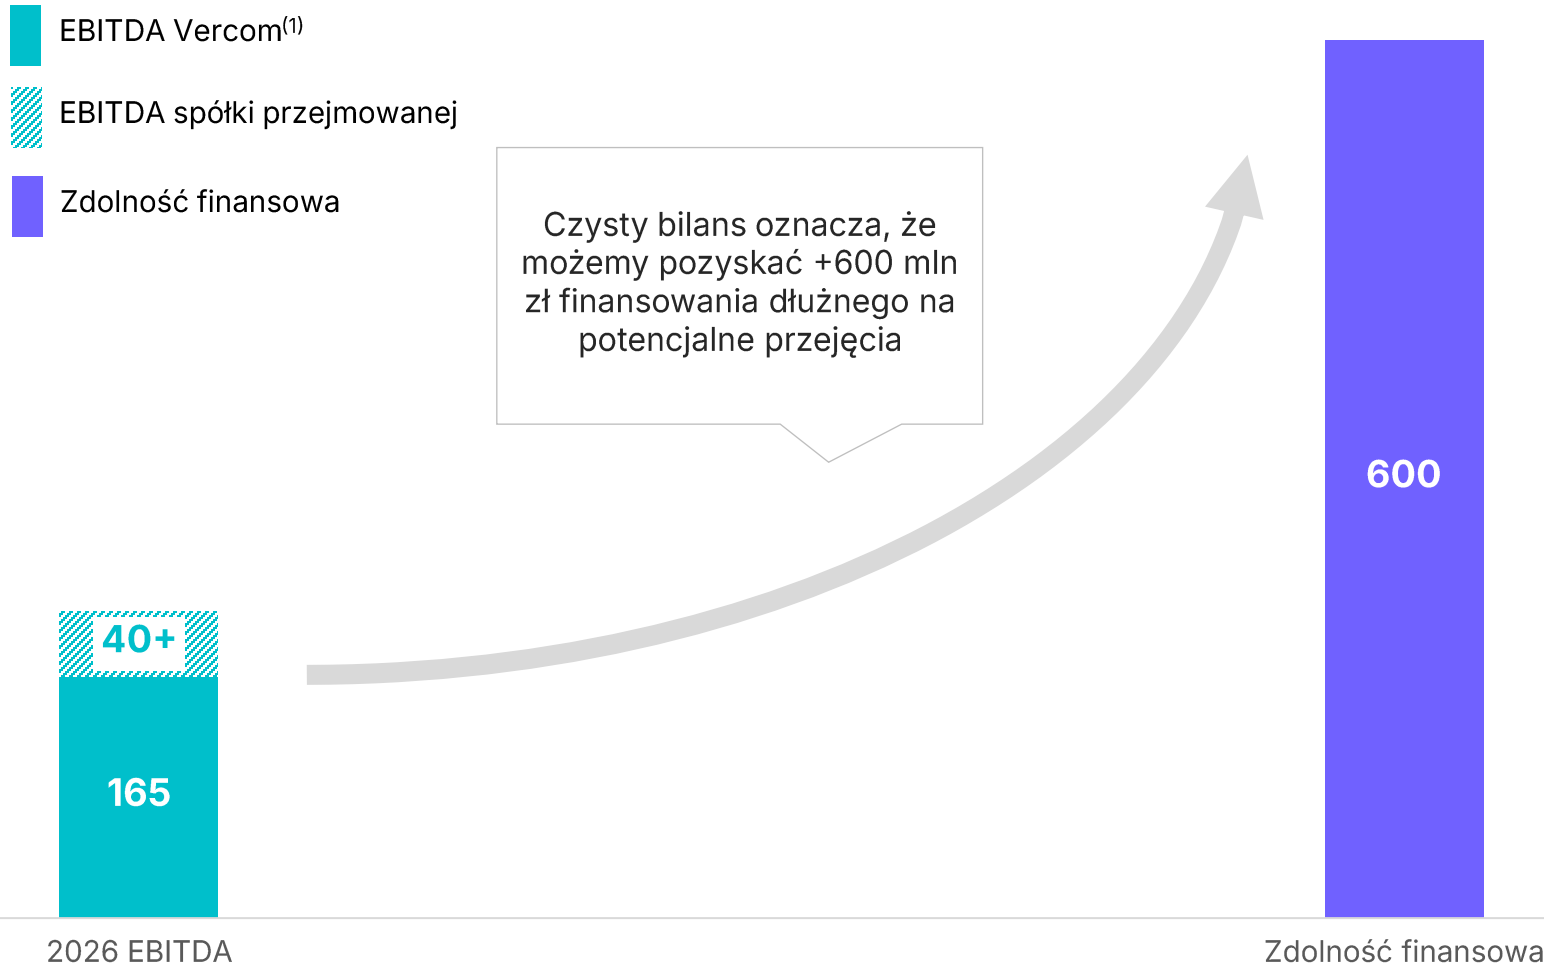 EBITDA Vercom(1)
EBITDA spółki przejmowanej
Zdolność finansowa
Czysty bilans oznacza, że
możemy pozyskać +600 mln
zł finansowania dłużnego na
potencjalne przejęcia
600
40+
165
2026 EBITDA
Zdolność finansowa